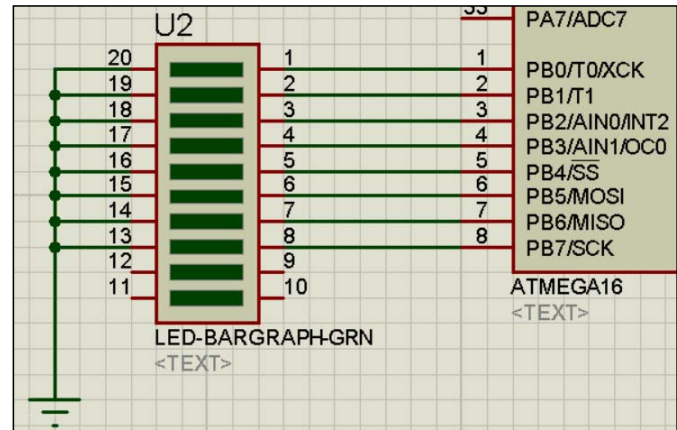 33
U2
PA7/ADC7
20 1 1 PB0/T0/XCK
19 2 2 PB1/T1
18 3 3 PB2/AIN0/INT2
17 4 4 PB3/AIN1/OC0
16 5 5 PB4/SS
15 6 6 PB5/MOSI
14 7 7 PB6/MISO
13 8 8 PB7/SCK
12 9
11 10
ATMEGA16
<TEXT>
LED-BARGRAPH-GRN
<TEXT>